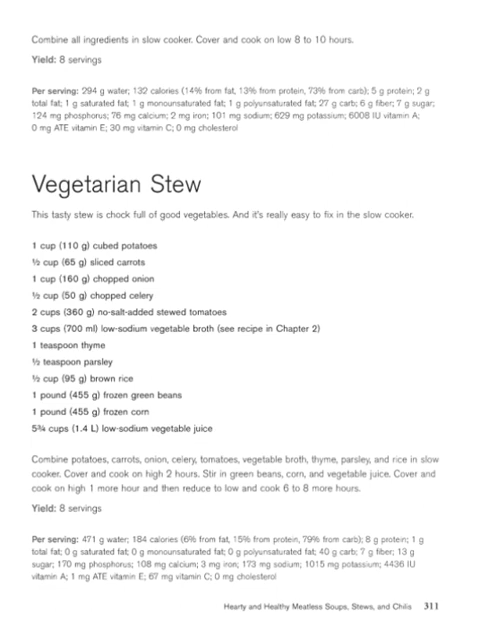 Combine all ingredients in slow cooker. Cover and cook on low 8 to 10 hours.
Yield: 8 servings
Per serving: 294 g water; 132 calories (14% from fat, 13% from protein, 73% from carb); 5 g protein; 2 g
total fat; 1 g saturated fat; 1 g monounsaturated fat; 1 g polyunsaturated fat; 27 g carb; 6 g fiber; 7 g sugar;
124 mg phosphorus; 76 mg calcium; 2 mg iron; 101 mg sodium; 629 mg potassium; 6008 IU vitamin A;
0 mg ATE vitamin E; 30 mg vitamin C; 0 mg cholesterol
Vegetarian Stew
This tasty stew is chock full of good vegetables. And it's really easy to fix in the slow cooker.
1 cup (110 g) cubed potatoes
½ cup (65 g) sliced carrots
1 cup (160 g) chopped onion
½ cup (50 g) chopped celery
2 cups (360 g) no-salt-added stewed tomatoes
3 cups (700 ml) low-sodium vegetable broth (see recipe in Chapter 2)
1 teaspoon thyme
½ teaspoon parsley
½ cup (95 g) brown rice
1 pound (455 g) frozen green beans
1 pound (455 g) frozen corn
5¾ cups (1.4 L) low-sodium vegetable juice
Combine potatoes, carrots, onion, celery, tomatoes, vegetable broth, thyme, parsley, and rice in slow
cooker. Cover and cook on high 2 hours. Stir in green beans, corn, and vegetable juice. Cover and
cook on high 1 more hour and then reduce to low and cook 6 to 8 more hours.
Yield: 8 servings
Per serving: 471 g water; 184 calories (6% from fat, 15% from protein, 79% from carb); 8 g protein; 1 g
total fat; 0 g saturated fat; 0 g monounsaturated fat; 0 g polyunsaturated fat; 40 g carb; 7 g fiber; 13 g
sugar; 170 mg phosphorus; 108 mg calcium; 3 mg iron; 173 mg sodium; 1015 mg potassium; 4436 IU
vitamin A; 1 mg ATE vitamin E; 67 mg vitamin C; 0 mg cholesterol
Hearty and Healthy Meatless Soups, Stews, and Chilis 311